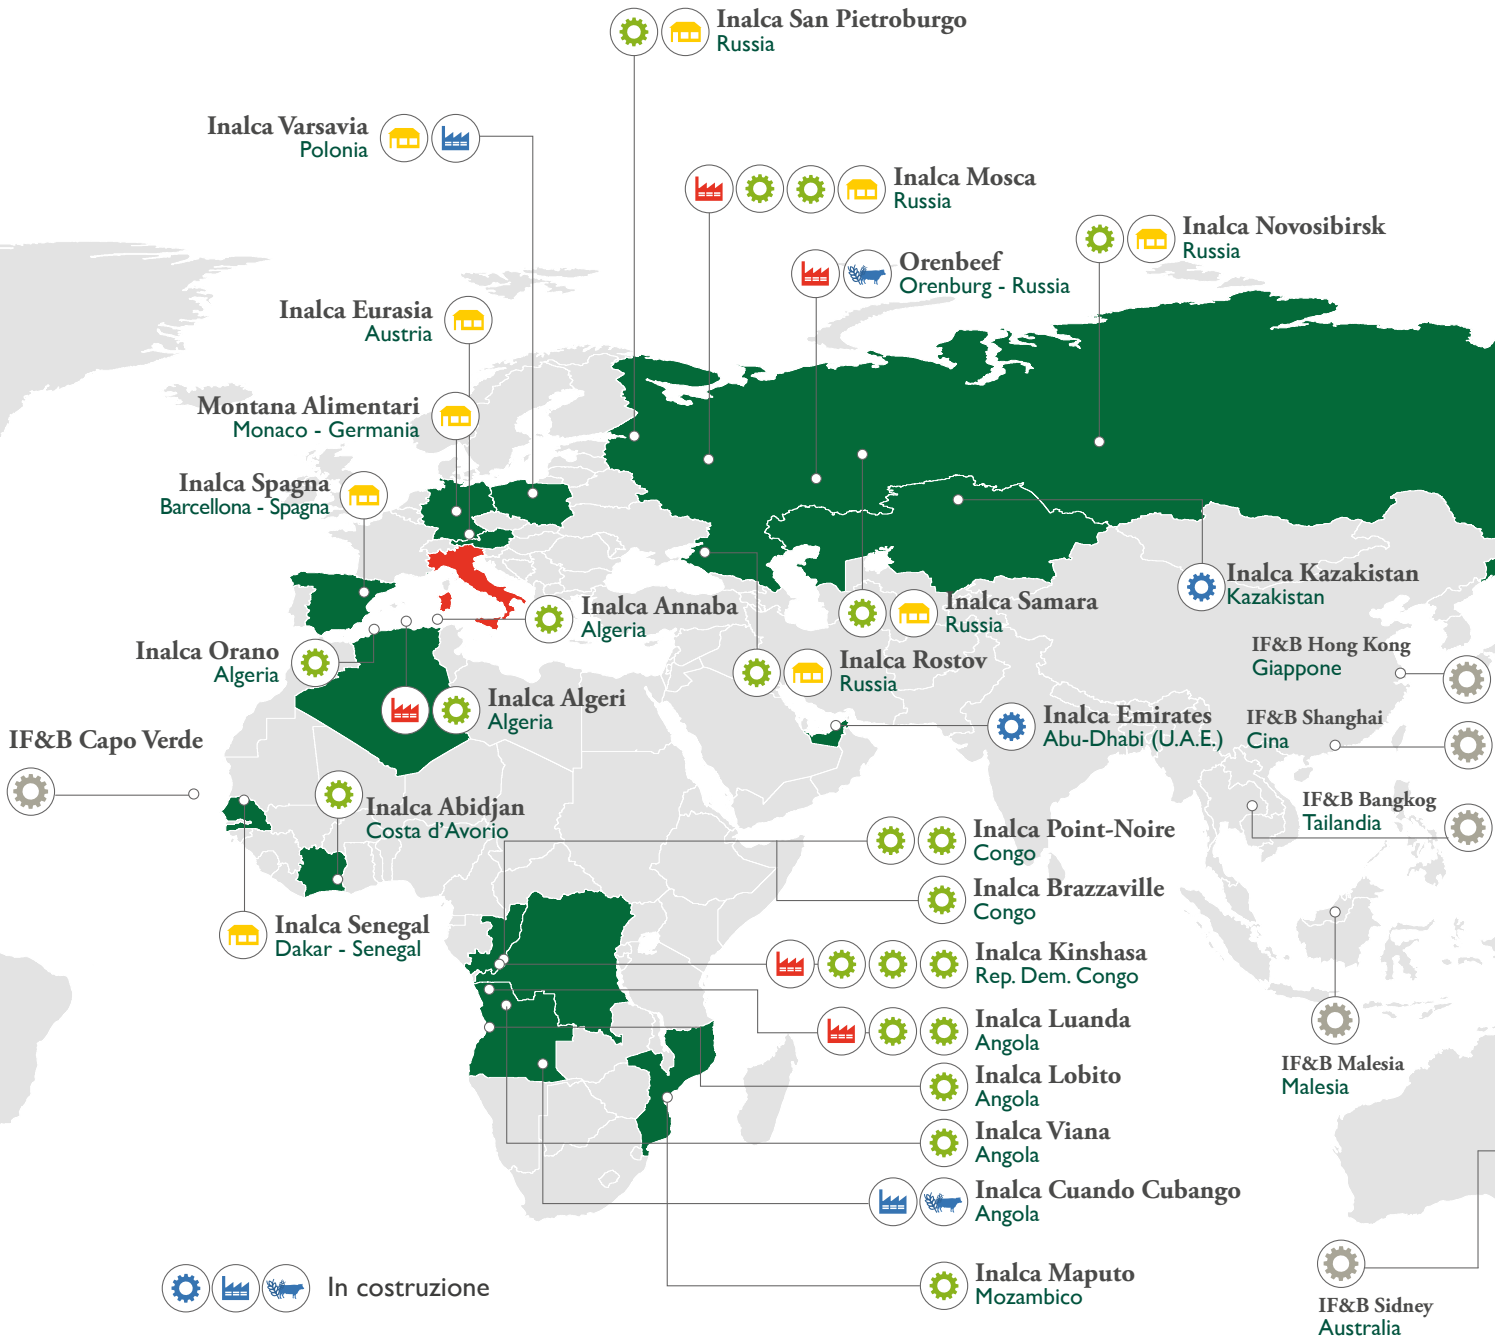 Inalca San Pietroburgo
Russia
Inalca Varsavia
Polonia
Inalca Mosca
Russia
Inalca Novosibirsk
Russia
Orenbeef
Orenburg - Russia
Inalca Eurasia
Austria
Montana Alimentari
Monaco - Germania
Inalca Spagna
Barcellona - Spagna
Inalca Kazakistan
Kazakistan
Inalca Annaba
Algeria
Inalca Samara
Russia
Inalca Orano
Algeria
Inalca Rostov
Russia
IF&B Hong Kong
Giappone
Inalca Algeri
Algeria
Inalca Emirates
Abu-Dhabi (U.A.E.)
IF&B Shanghai
Cina
IF&B Capo Verde
Inalca Abidjan
Costa d'Avorio
IF&B Bangkog
Tailandia
Inalca Point-Noire
Congo
Inalca Brazzaville
Congo
Inalca Senegal
Dakar - Senegal
Inalca Kinshasa
Rep. Dem. Congo
Inalca Luanda
Angola
IF&B Malesia
Malesia
Inalca Lobito
Angola
Inalca Viana
Angola
Inalca Cuando Cubango
Angola
Inalca Maputo
Mozambico
In costruzione
IF&B Sidney
Australia